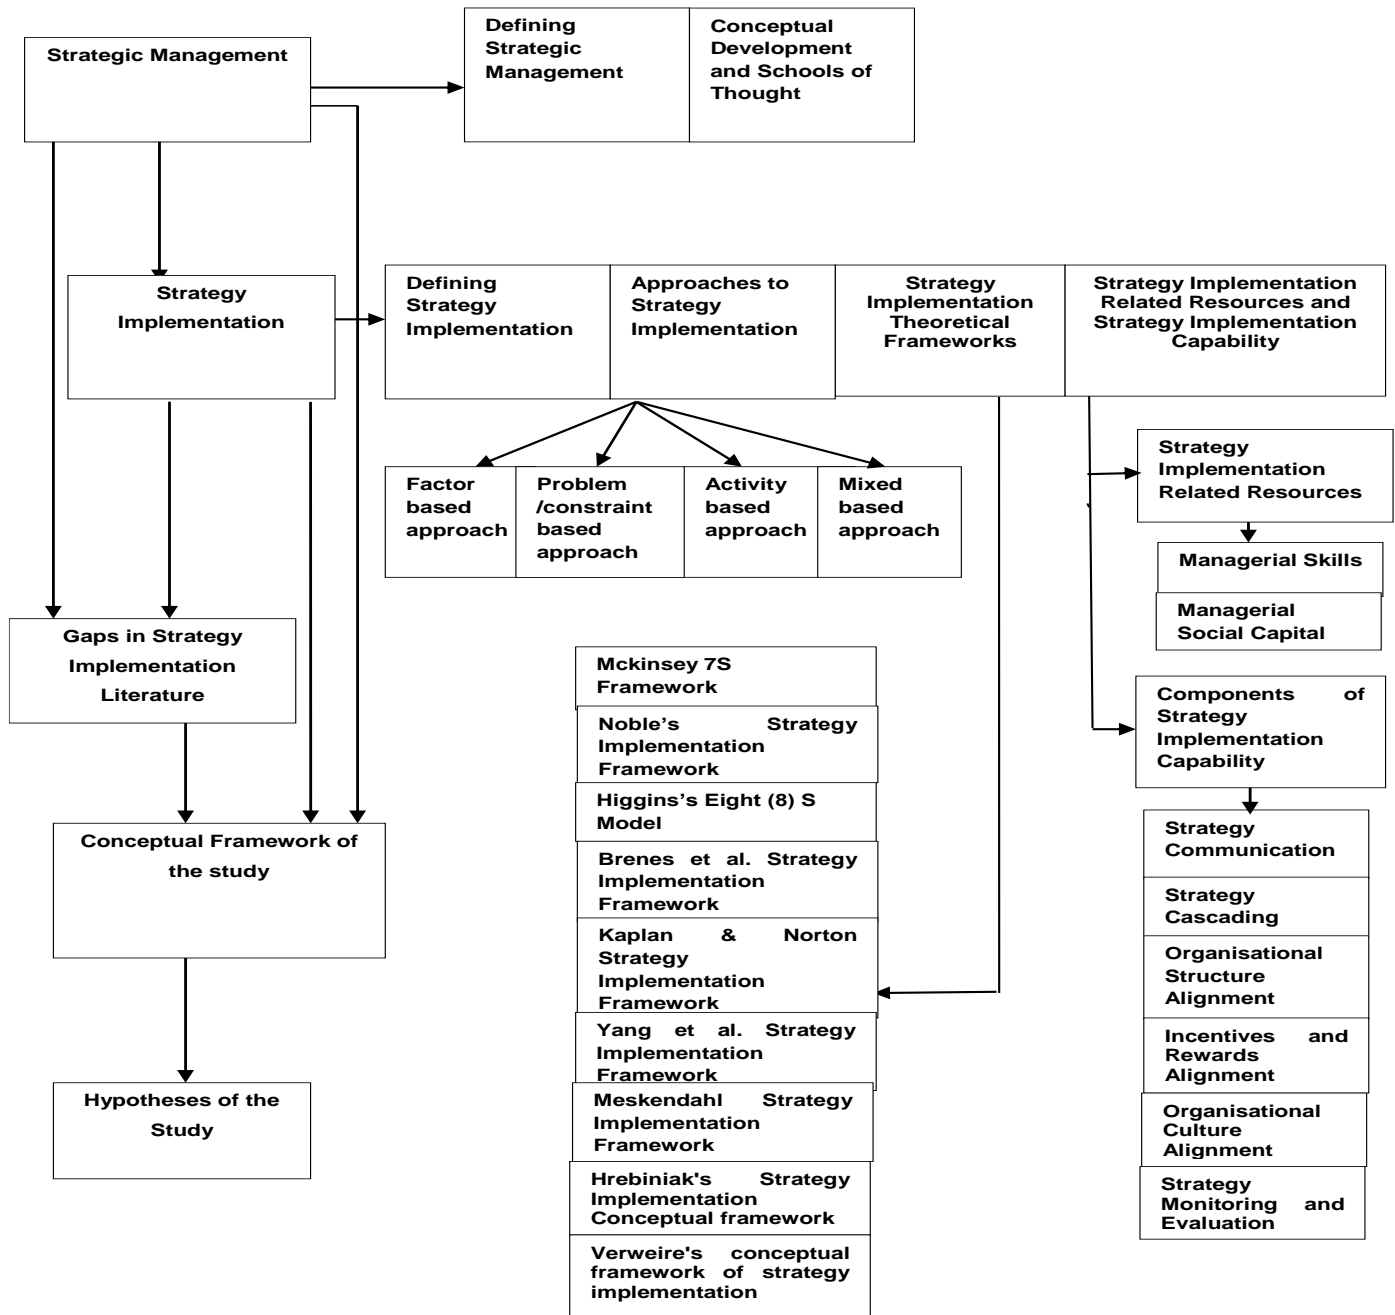 Strategic Management
Defining
Strategic
Management
Conceptual
Development
and Schools of
Thought
Strategy
Implementation
Defining
Strategy
Implementation
Approaches to
Strategy
Implementation
Strategy
Implementation
Theoretical
Frameworks
Strategy Implementation
Related Resources and
Strategy Implementation
Capability
Factor
based
approach
Problem
/constraint
based
approach
Activity
based
approach
Mixed
based
approach
Strategy
Implementation
Related Resources
Managerial Skills
Managerial
Social Capital
Gaps in Strategy
Implementation
Literature
Mckinsey 7S
Framework
Noble’s Strategy
Implementation
Framework
Higgins’s Eight (8) S
Model
Brenes et al. Strategy
Implementation
Framework
Kaplan & Norton
Strategy
Implementation
Framework
Yang et al. Strategy
Implementation
Framework
Meskendahl Strategy
Implementation
Framework
Hrebiniak's Strategy
Implementation
Conceptual framework
Verweire's conceptual
framework of strategy
implementation
Components of
Strategy
Implementation
Capability
Strategy
Communication
Strategy
Cascading
Organisational
Structure
Alignment
Incentives and
Rewards
Alignment
Organisational
Culture
Alignment
Strategy
Monitoring and
Evaluation
Conceptual Framework of
the study
Hypotheses of the
Study